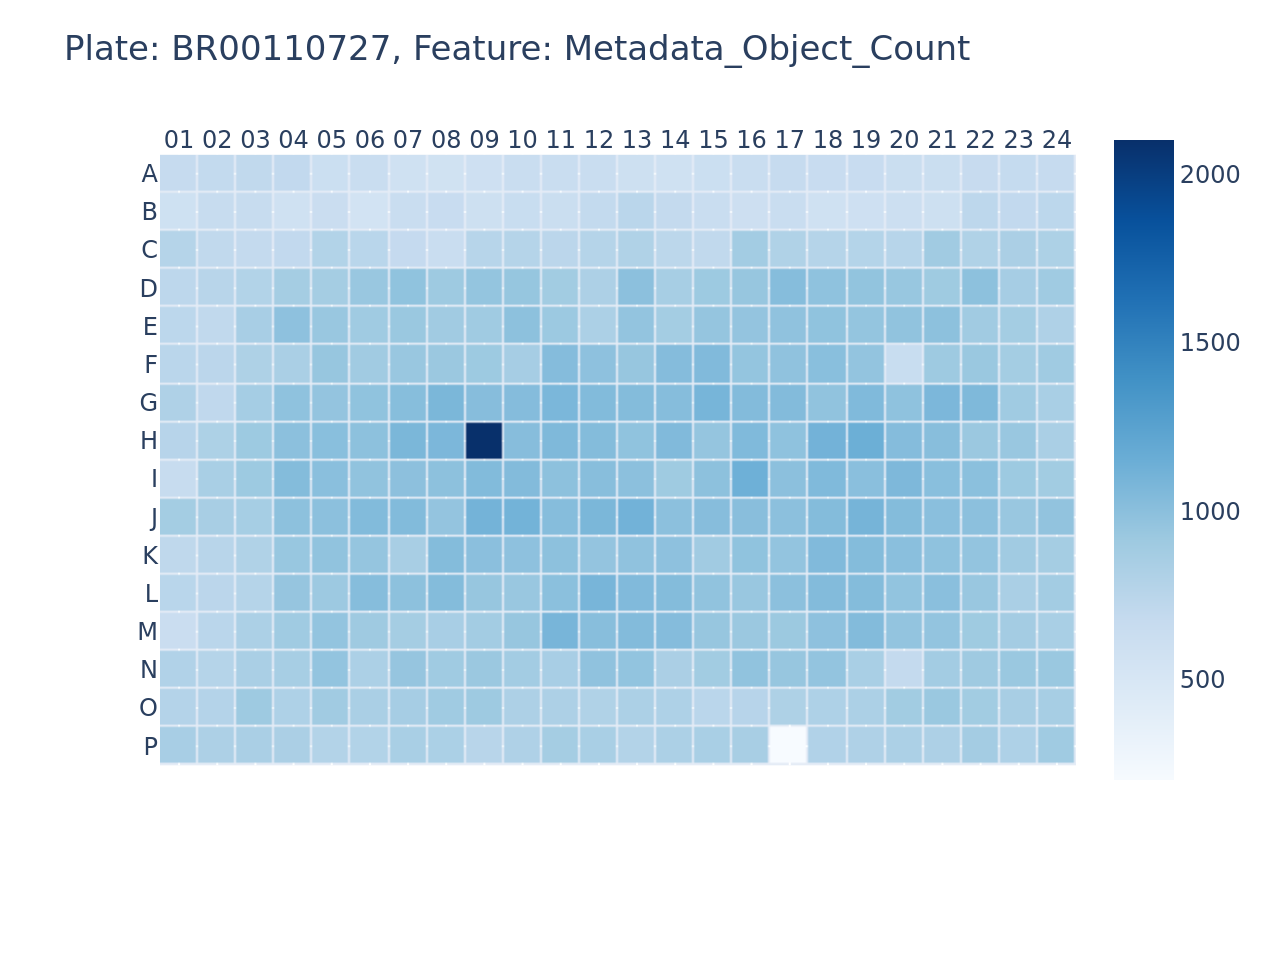 Plate: BR00110727, Feature: Metadata_Object_Count
01 02 03 04 05 06 07 08 09 10 11 12 13 14 15 16 17 18 19 20 21 22 23 24
A
B
C
D
E
F
G
H
I
J
K
L
M
N
O
P
2000
1500
1000
500